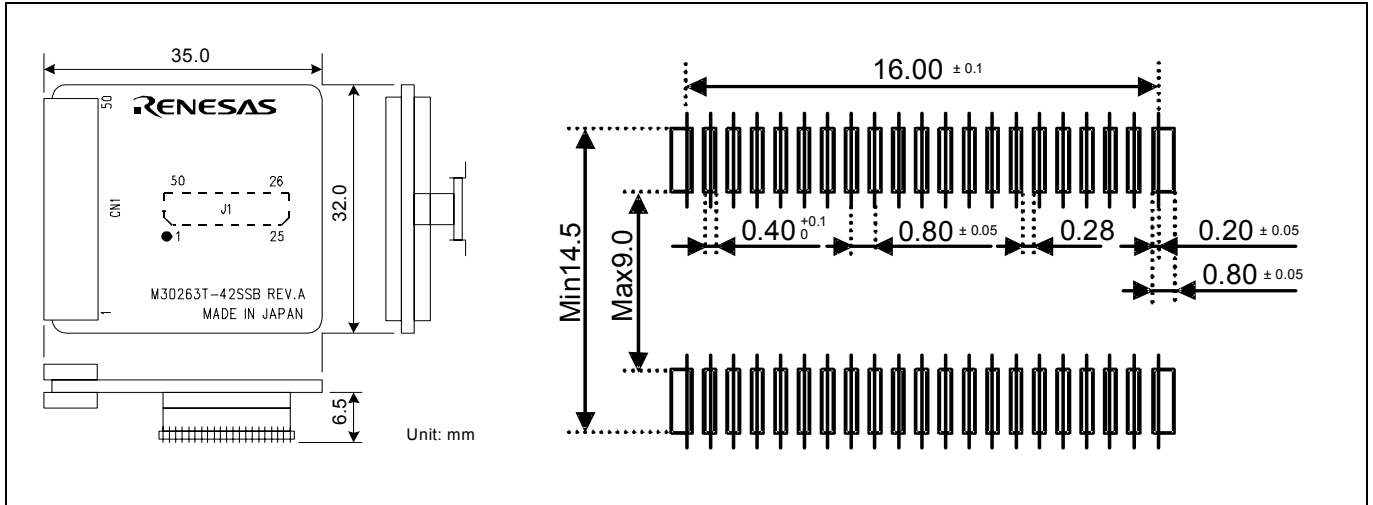 35.0
RENESAS
50
CN1
50 26
J1
1 25
M30263T-42SSB REV.A
MADE IN JAPAN
1
32.0
6.5
Unit: mm
16.00 ± 0.1
Min14.5
Max9.0
0.40 +0.1 0
0.80 ± 0.05
0.28
0.20 ± 0.05
0.80 ± 0.05